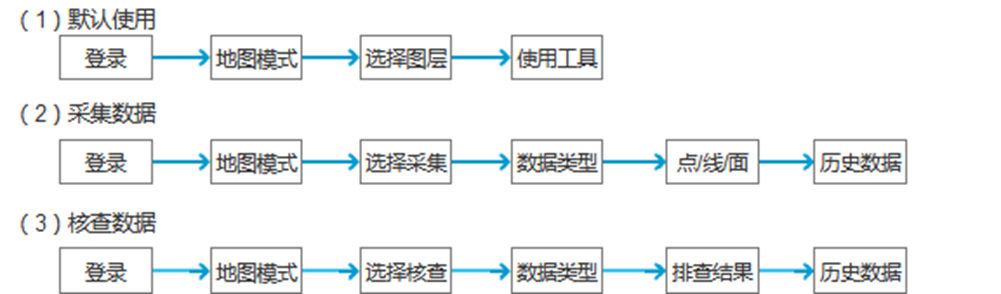 （1）默认使用
登录 地图模式 选择图层 使用工具
（2）采集数据
登录 地图模式 选择采集 数据类型 点/线/面 历史数据
（3）核查数据
登录 地图模式 选择核查 数据类型 排查结果 历史数据